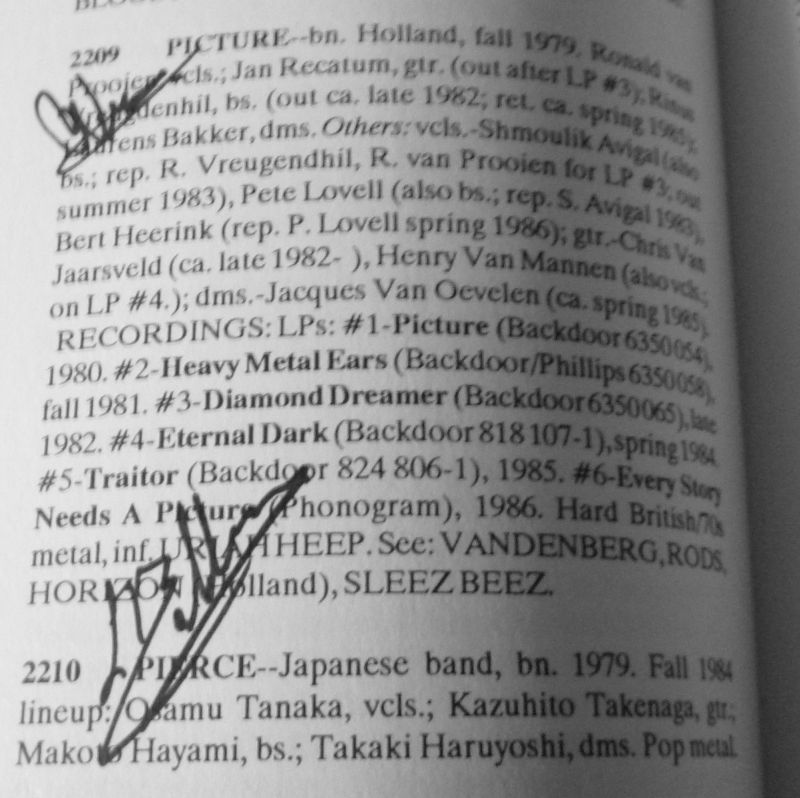 2209 PICTURE--bn. Holland, fall 1979. Ronald van
Prooijen, vcls.; Jan Recatum, gtr. (out after LP #3); Rinus
Vreugdenhil, bs. (out ca. late 1982; ret. ca. spring 1985);
Laurens Bakker, dms. Others: vcls.-Shmoulik Avigal (also
bs.; rep. R. Vreugendhil, R. van Prooien for LP #3; out
summer 1983), Pete Lovell (also bs.; rep. S. Avigal 1983),
Bert Heerink (rep. P. Lovell spring 1986); gtr.-Chris Van
Jaarsveld (ca. late 1982- ), Henry Van Mannen (also vcls.;
on LP #4.); dms.-Jacques Van Oevelen (ca. spring 1985).
RECORDINGS: LPs: #1-Picture (Backdoor 6350 054),
1980. #2-Heavy Metal Ears (Backdoor/Phillips 6350 058),
fall 1981. #3-Diamond Dreamer (Backdoor 6350 065), late
1982. #4-Eternal Dark (Backdoor 818 107-1), spring 1984.
#5-Traitor (Backdoor 824 806-1), 1985. #6-Every Story
Needs A Picture (Phonogram), 1986. Hard British/70s
metal, inf. URIAH HEEP. See: VANDENBERG, RODS,
HORIZON (Holland), SLEEZ BEEZ.
2210 PIERCE--Japanese band, bn. 1979. Fall 1984
lineup: Osamu Tanaka, vcls.; Kazuhito Takenaga, gtr.;
Makoto Hayami, bs.; Takaki Haruyoshi, dms. Pop metal.